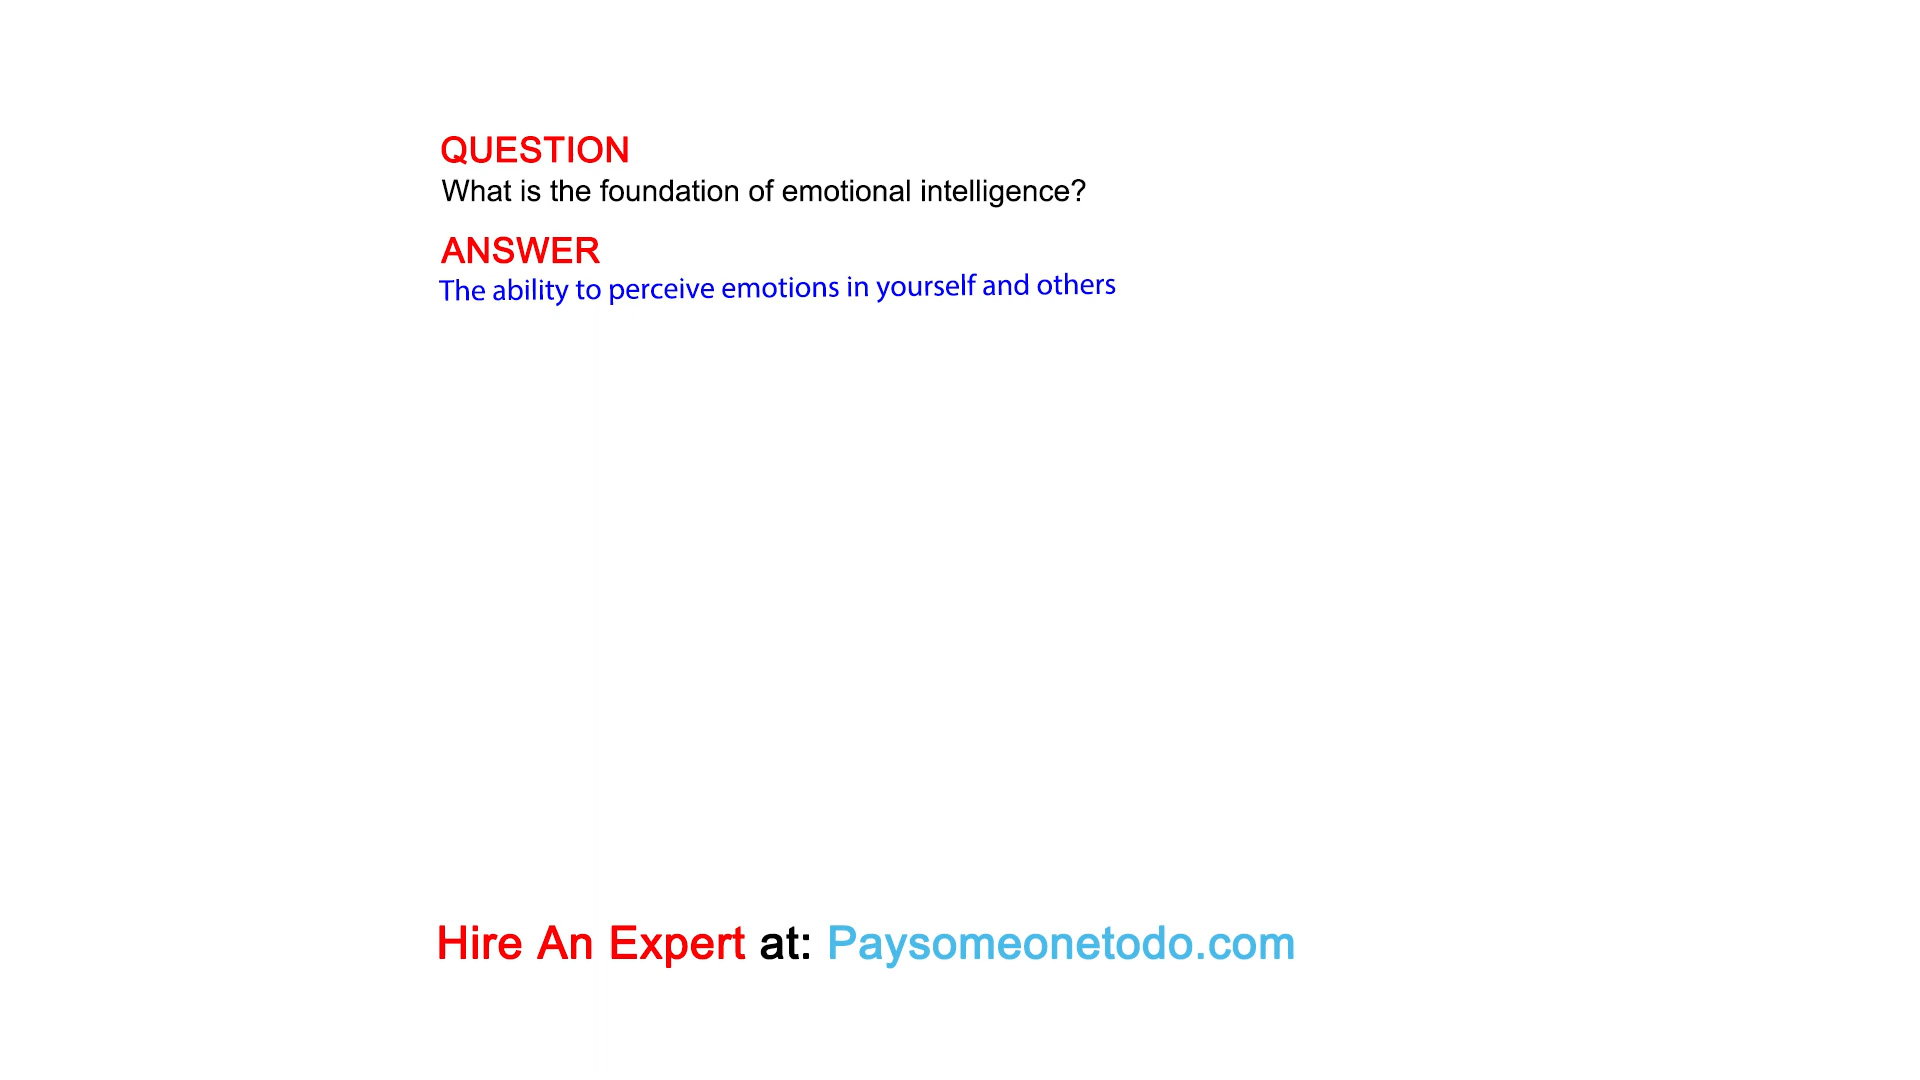 QUESTION
What is the foundation of emotional intelligence?
ANSWER
The ability to perceive emotions in yourself and others
Hire An Expert at: Paysomeonetodo.com